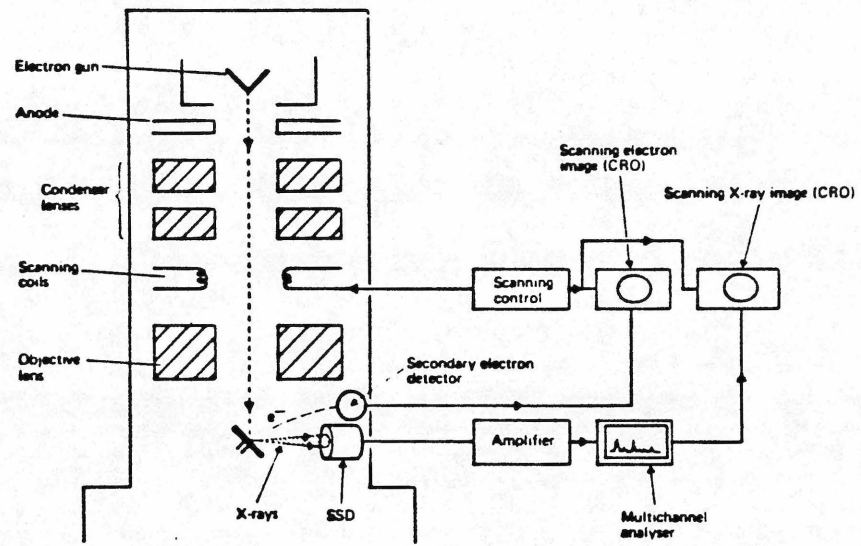 Electron gun
Anode
Condenser
lenses
Scanning
coils
Objective
lens
Scanning electron
image (CRO)
Scanning X-ray image (CRO)
Scanning
control
Secondary electron
detector
e−
Amplifier
X-rays
SSD
Multichannel
analyser